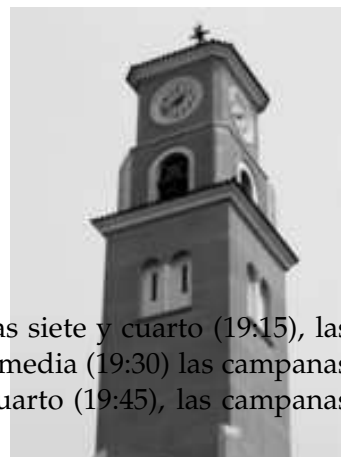 as siete y cuarto (19:15), las
media (19:30) las campanas
uarto (19:45), las campanas